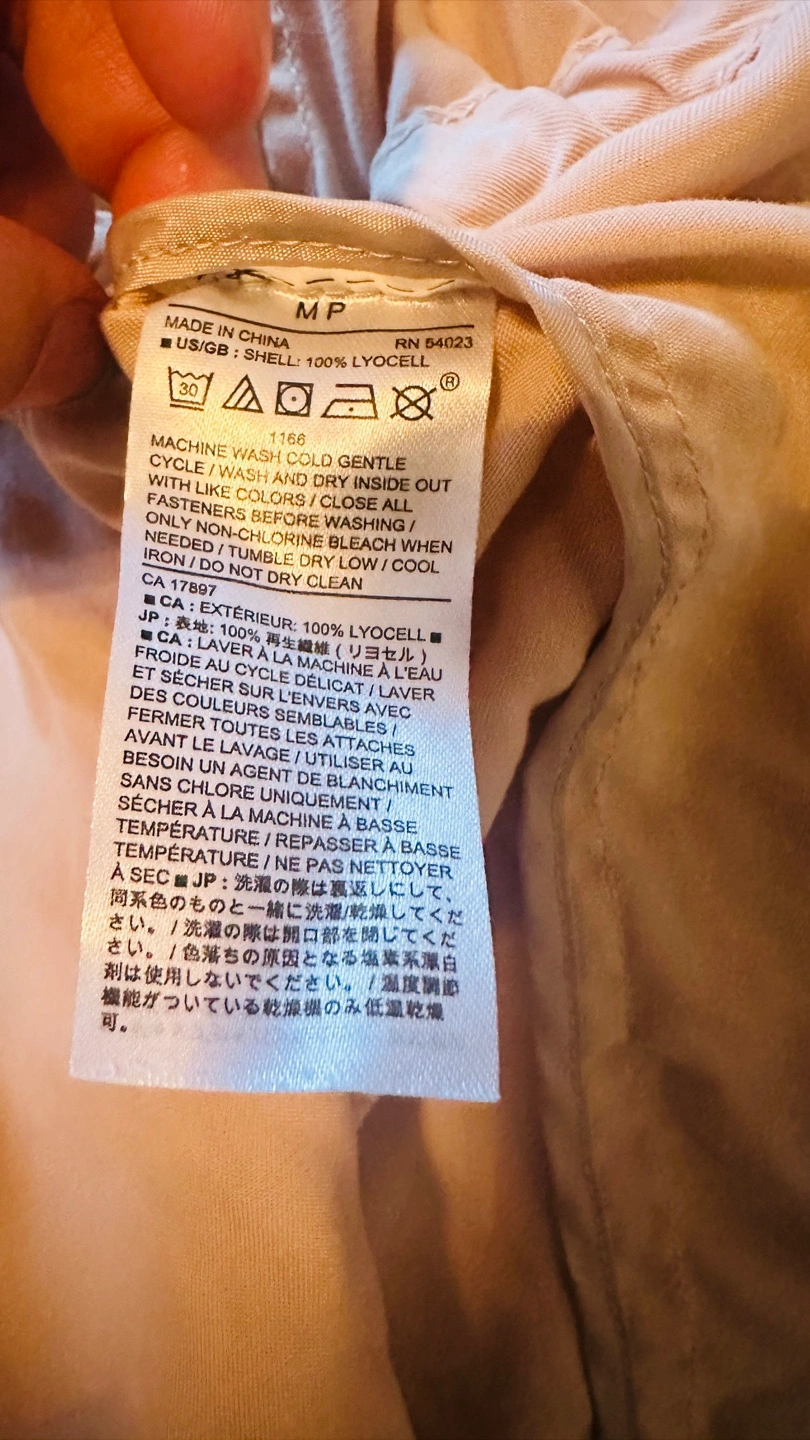 MP
MADE IN CHINA RN 54023
■ US/GB : SHELL: 100% LYOCELL
30
®
1166
MACHINE WASH COLD GENTLE
CYCLE / WASH AND DRY INSIDE OUT
WITH LIKE COLORS / CLOSE ALL
FASTENERS BEFORE WASHING /
ONLY NON-CHLORINE BLEACH WHEN
NEEDED / TUMBLE DRY LOW / COOL
IRON / DO NOT DRY CLEAN
CA 17897
■ CA : EXTÉRIEUR: 100% LYOCELL ■
JP : 表地: 100% 再生繊維 ( リヨセル )
■ CA : LAVER À LA MACHINE À L'EAU
FROIDE AU CYCLE DÉLICAT / LAVER
ET SÉCHER SUR L'ENVERS AVEC
DES COULEURS SEMBLABLES /
FERMER TOUTES LES ATTACHES
AVANT LE LAVAGE / UTILISER AU
BESOIN UN AGENT DE BLANCHIMENT
SANS CHLORE UNIQUEMENT /
SÉCHER À LA MACHINE À BASSE
TEMPÉRATURE / REPASSER À BASSE
TEMPÉRATURE / NE PAS NETTOYER
À SEC ■ JP : 洗濯の際は裏返しにして、
同系色のものと一緒に洗濯/乾燥してくだ
さい。 / 洗濯の際は開口部を閉じてくだ
さい。 / 色落ちの原因となる塩素系漂白
剤は使用しないでください。 / 温度調節
機能がついている乾燥機のみ低温乾燥
可。